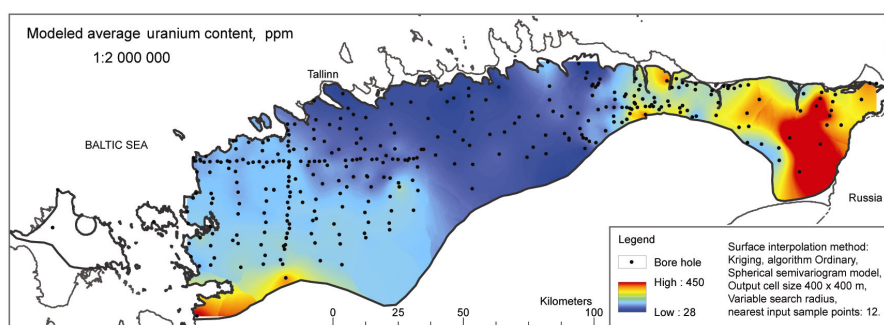 Modeled average uranium content, ppm
1:2 000 000
Tallinn
BALTIC SEA
Russia
Legend
Bore hole
High : 450
Low : 28
Surface interpolation method:
Kriging, algorithm Ordinary,
Spherical semivariogram model,
Output cell size 400 x 400 m,
Variable search radius,
nearest input sample points: 12.
Kilometers
0 25 50 100